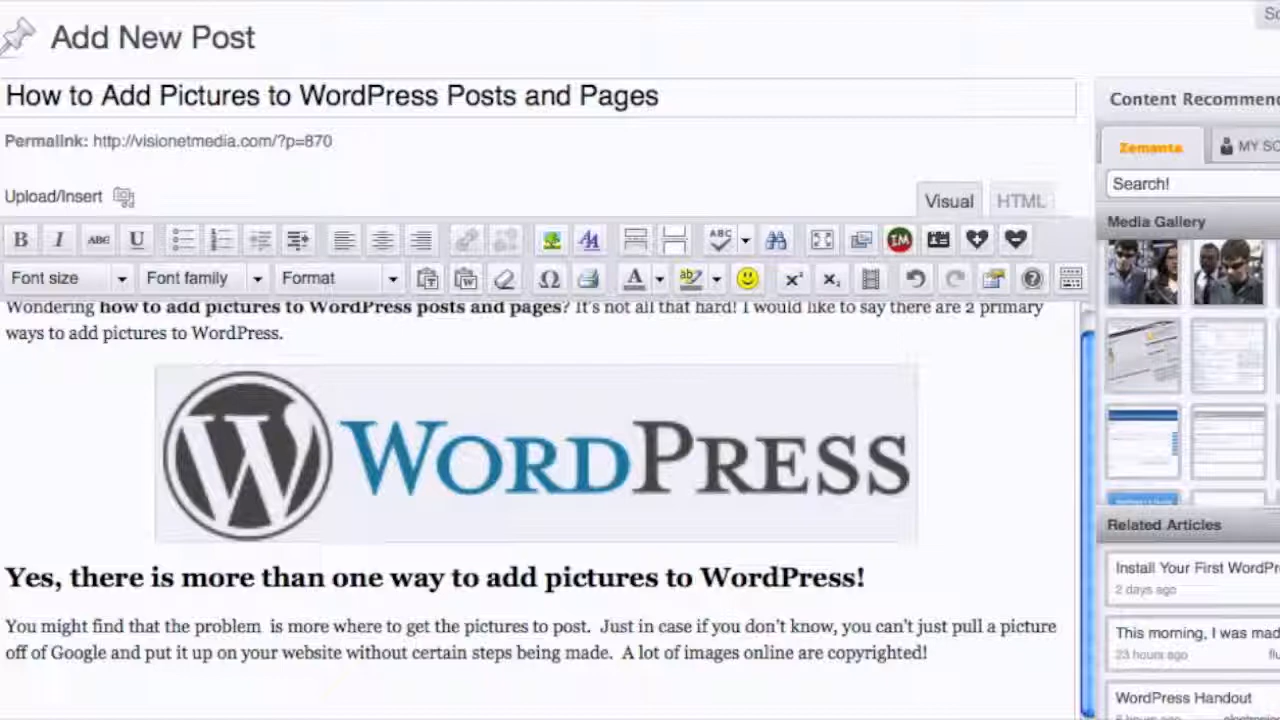 Add New Post
How to Add Pictures to WordPress Posts and Pages
Permalink: http://visionetmedia.com/?p=870
Upload/Insert
Visual
HTML
B I ABC U
ABC
IM
Font size
Font family
Format
Wondering how to add pictures to WordPress posts and pages? It's not all that hard! I would like to say there are 2 primary
ways to add pictures to WordPress.
WORDPRESS
Yes, there is more than one way to add pictures to WordPress!
You might find that the problem  is more where to get the pictures to post.  Just in case if you don't know, you can't just pull a picture
off of Google and put it up on your website without certain steps being made.  A lot of images online are copyrighted!
Content Recommen
Zemanta
MY SO
Search!
Media Gallery
Related Articles
Install Your First WordPr
2 days ago
This morning, I was mad
23 hours ago
WordPress Handout